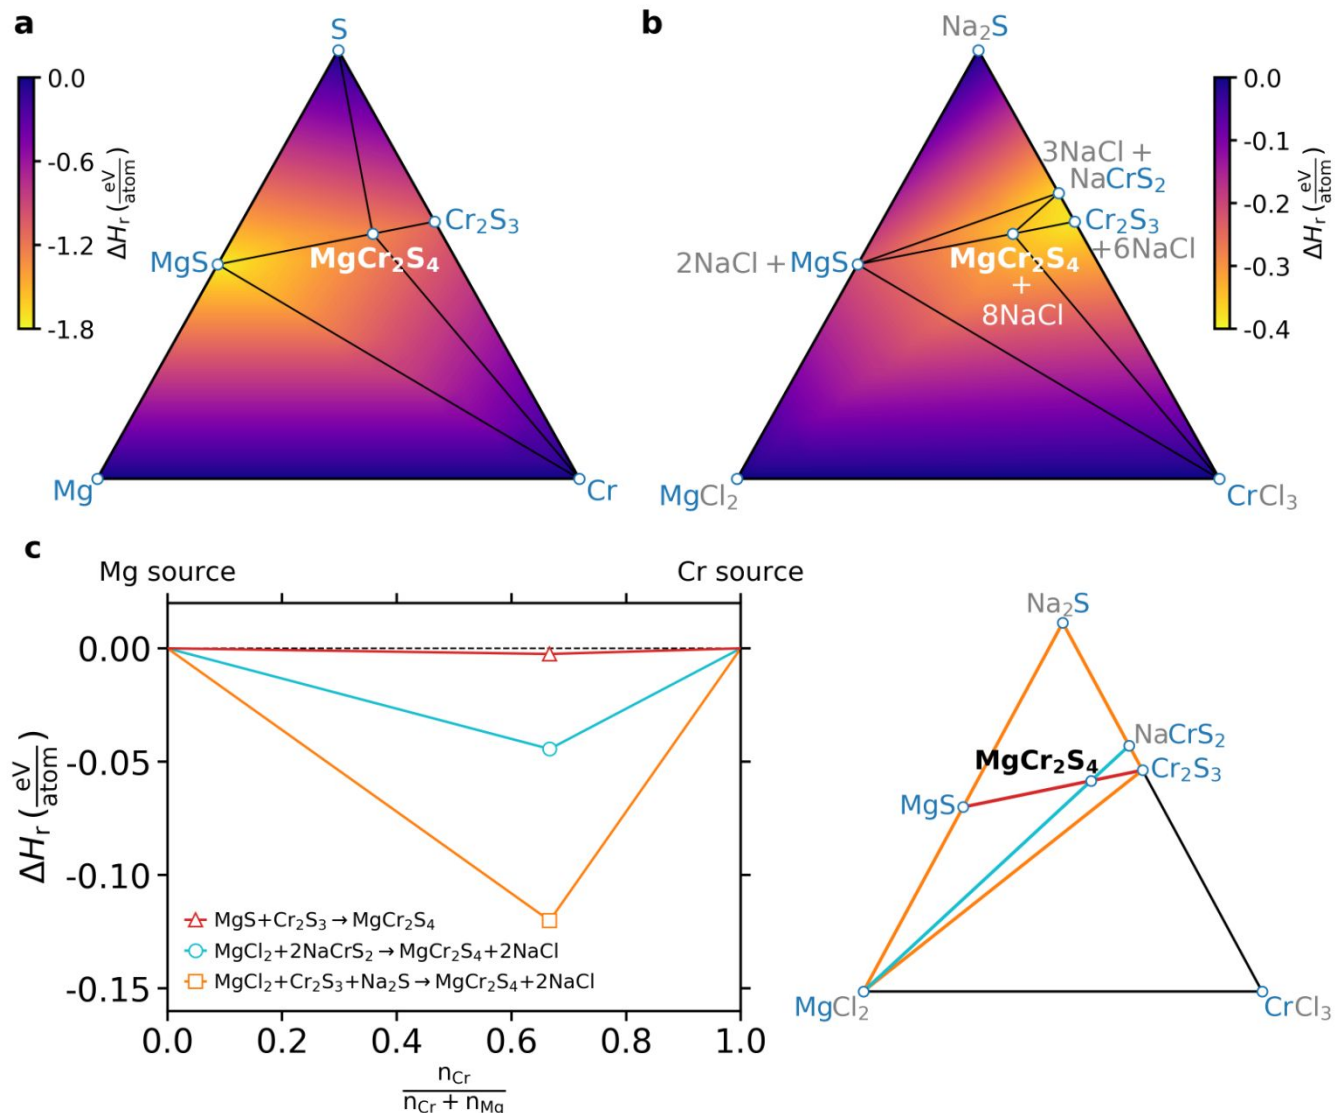 a
S
0.0
-0.6
-1.2
-1.8
ΔHr (eV/atom)
MgS
Cr₂S₃
MgCr₂S₄
Mg
Cr
b
Na₂S
0.0
-0.1
-0.2
-0.3
-0.4
ΔHr (eV/atom)
3NaCl +
NaCrS₂
Cr₂S₃
+6NaCl
2NaCl + MgS
MgCr₂S₄
+
8NaCl
MgCl₂
CrCl₃
c
Mg source
Cr source
0.00
-0.05
-0.10
-0.15
ΔHr (eV/atom)
MgS+Cr₂S₃ → MgCr₂S₄
MgCl₂+2NaCrS₂ → MgCr₂S₄+2NaCl
MgCl₂+Cr₂S₃+Na₂S → MgCr₂S₄+2NaCl
0.0 0.2 0.4 0.6 0.8 1.0
nCr
nCr + nMg
Na₂S
NaCrS₂
MgCr₂S₄
Cr₂S₃
MgS
MgCl₂
CrCl₃